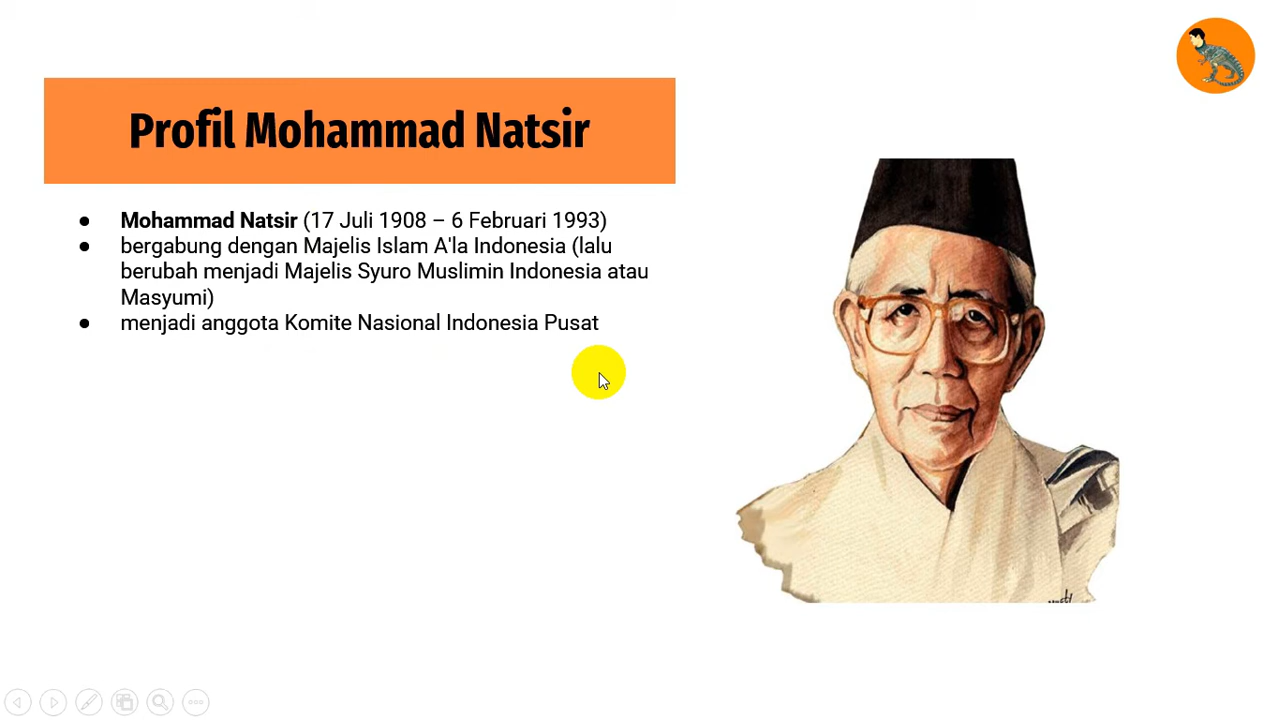 Profil Mohammad Natsir
● Mohammad Natsir (17 Juli 1908 – 6 Februari 1993)
● bergabung dengan Majelis Islam A'la Indonesia (lalu
berubah menjadi Majelis Syuro Muslimin Indonesia atau
Masyumi)
● menjadi anggota Komite Nasional Indonesia Pusat